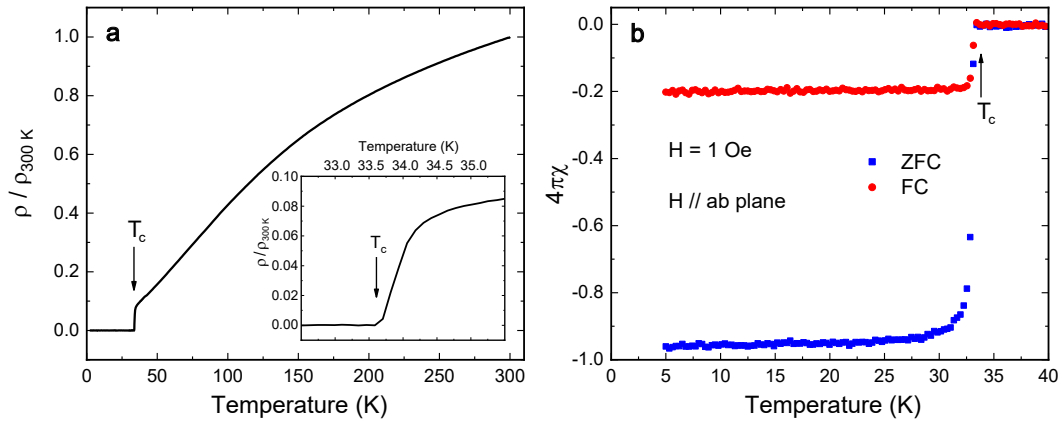 a
ρ / ρ300 K
1.0
0.8
0.6
0.4
0.2
0.0
0
50
100
150
200
250
300
Temperature (K)
Tc
Temperature (K)
33.0
33.5
34.0
34.5
35.0
ρ/ρ300 K
0.10
0.08
0.06
0.04
0.02
0.00
Tc
b
4πχ
0.0
-0.2
-0.4
-0.6
-0.8
-1.0
0
5
10
15
20
25
30
35
40
Temperature (K)
Tc
H = 1 Oe
H // ab plane
ZFC
FC